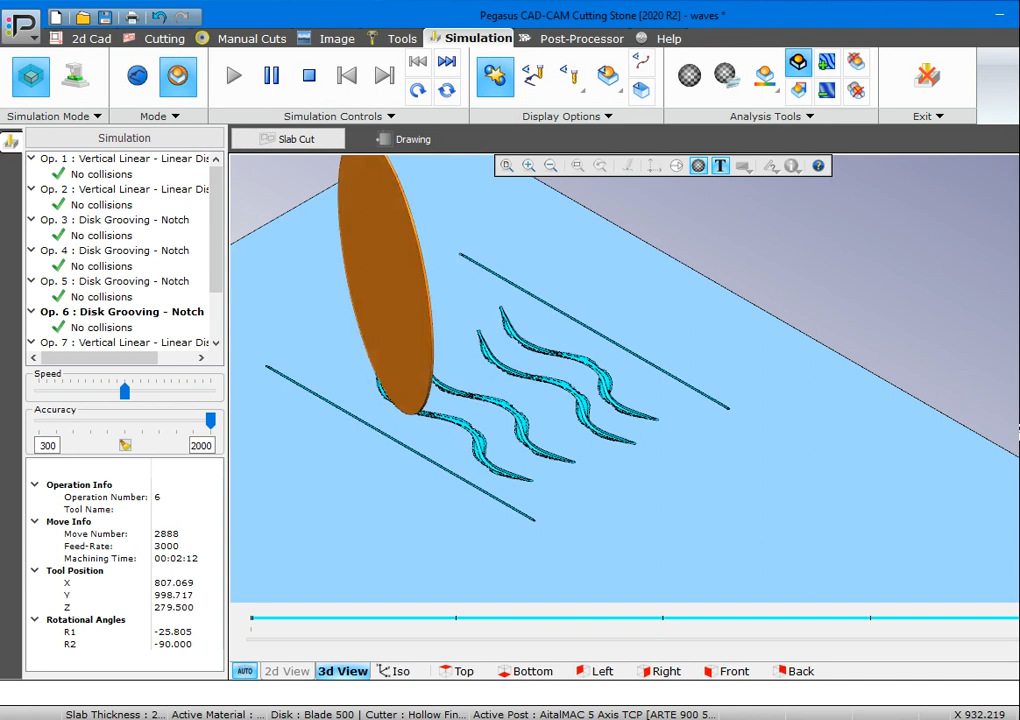 Pegasus CAD-CAM Cutting Stone [2020 R2] - waves *
2d Cad Cutting Manual Cuts Image Tools Simulation Post-Processor Help
Simulation Mode Mode Simulation Controls Display Options Analysis Tools Exit
Simulation
Slab Cut Drawing
Op. 1 : Vertical Linear - Linear Dis
No collisions
Op. 2 : Vertical Linear - Linear Dis
No collisions
Op. 3 : Disk Grooving - Notch
No collisions
Op. 4 : Disk Grooving - Notch
No collisions
Op. 5 : Disk Grooving - Notch
No collisions
Op. 6 : Disk Grooving - Notch
No collisions
Op. 7 : Vertical Linear - Linear Dis
Speed
Accuracy
300 2000
Operation Info
Operation Number: 6
Tool Name:
Move Info
Move Number: 2888
Feed-Rate: 3000
Machining Time: 00:02:12
Tool Position
X 807.069
Y 998.717
Z 279.500
Rotational Angles
R1 -25.805
R2 -90.000
T
AUTO 2d View 3d View Iso Top Bottom Left Right Front Back
Slab Thickness : 2... Active Material : ... Disk : Blade 500 | Cutter : Hollow Fin... Active Post : AitalMAC 5 Axis TCP [ARTE 900 5... X 932.219